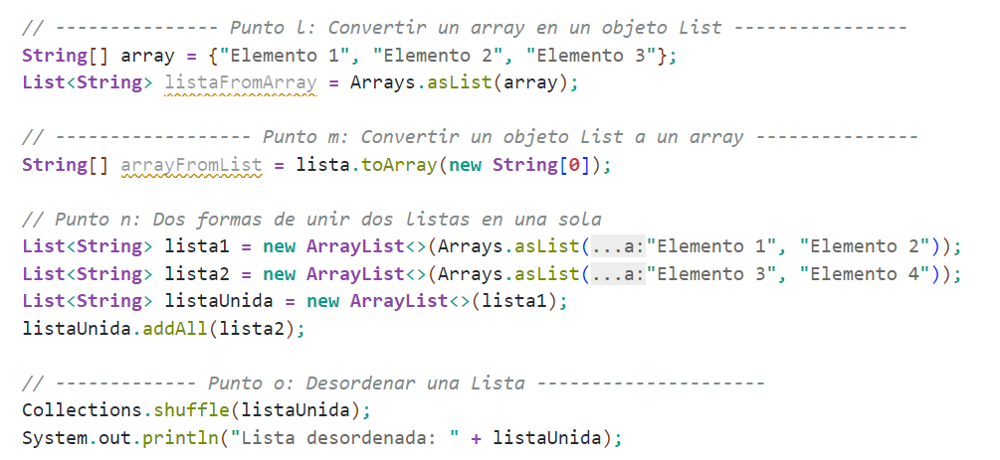 // --------------- Punto l: Convertir un array en un objeto List ----------------
String[] array = {"Elemento 1", "Elemento 2", "Elemento 3"};
List<String> listaFromArray = Arrays.asList(array);
// ------------------ Punto m: Convertir un objeto List a un array ---------------
String[] arrayFromList = lista.toArray(new String[0]);
// Punto n: Dos formas de unir dos listas en una sola
List<String> lista1 = new ArrayList<>(Arrays.asList(...a:"Elemento 1", "Elemento 2"));
List<String> lista2 = new ArrayList<>(Arrays.asList(...a:"Elemento 3", "Elemento 4"));
List<String> listaUnida = new ArrayList<>(lista1);
listaUnida.addAll(lista2);
// ------------- Punto o: Desordenar una Lista ---------------------
Collections.shuffle(listaUnida);
System.out.println("Lista desordenada: " + listaUnida);